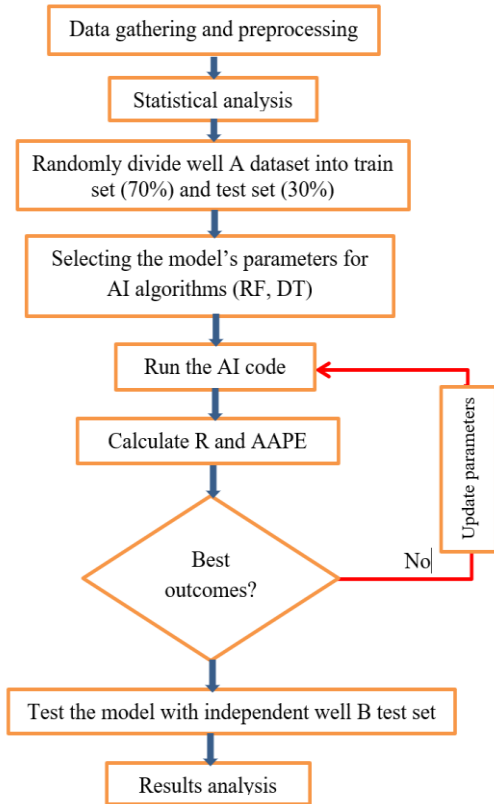 Data gathering and preprocessing
Statistical analysis
Randomly divide well A dataset into train
set (70%) and test set (30%)
Selecting the model’s parameters for
AI algorithms (RF, DT)
Run the AI code
Calculate R and AAPE
Update parameters
Best
outcomes?
No
Test the model with independent well B test set
Results analysis